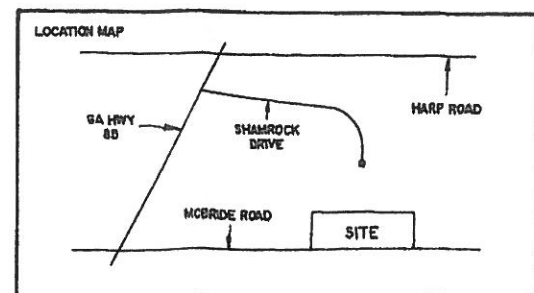 LOCATION MAP
HARP ROAD
GA HWY
85
SHAMROCK
DRIVE
MCBRIDE ROAD
SITE